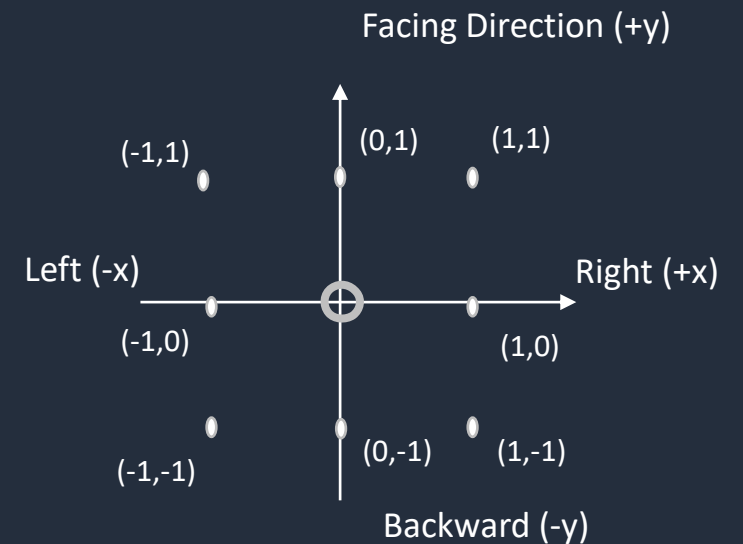 Facing Direction (+y)
(0,1)
(1,1)
(-1,1)
Left (-x)
Right (+x)
(-1,0)
(1,0)
(0,-1)
(1,-1)
(-1,-1)
Backward (-y)